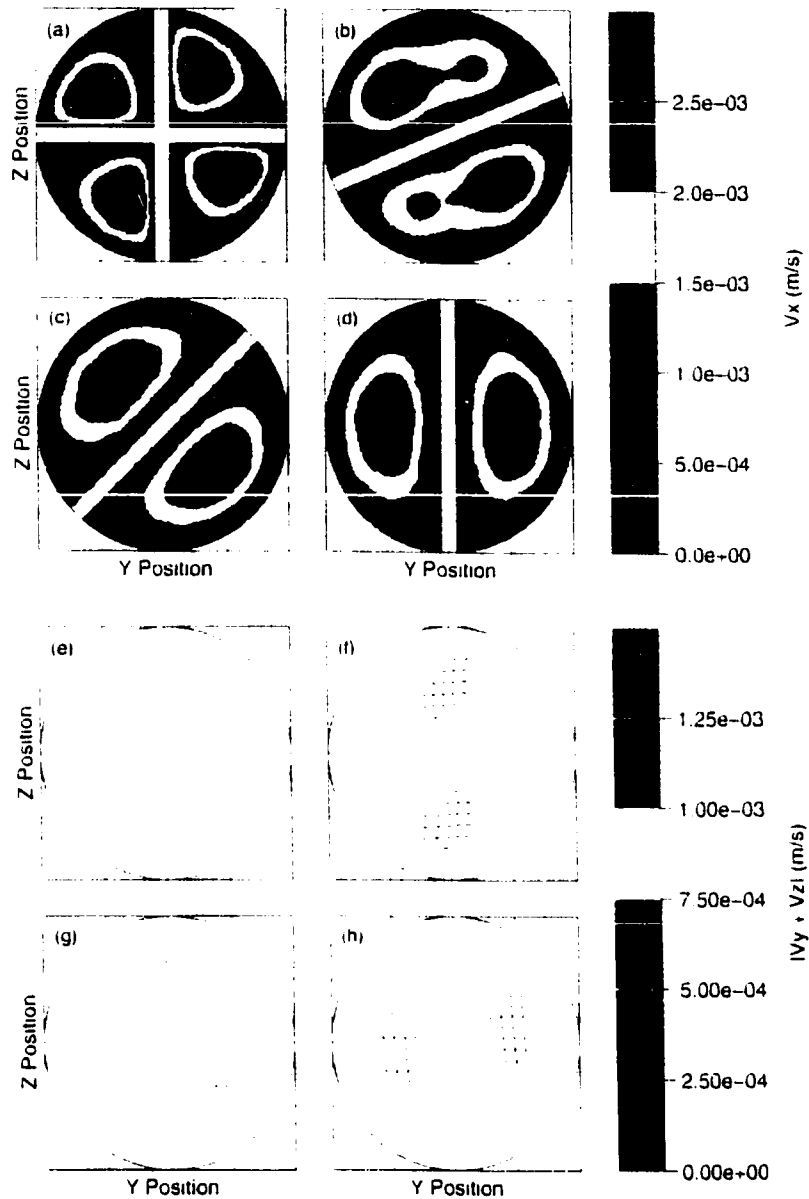 (a)
(b)
Z Position
2.5e-03
2.0e-03
1.5e-03
1.0e-03
5.0e-04
0.0e+00
Vx (m/s)
(c)
(d)
Z Position
Y Position
Y Position
(e)
(f)
Z Position
1.25e-03
1.00e-03
7.50e-04
5.00e-04
2.50e-04
0.00e+00
|Vy + Vz| (m/s)
(g)
(h)
Z Position
Y Position
Y Position